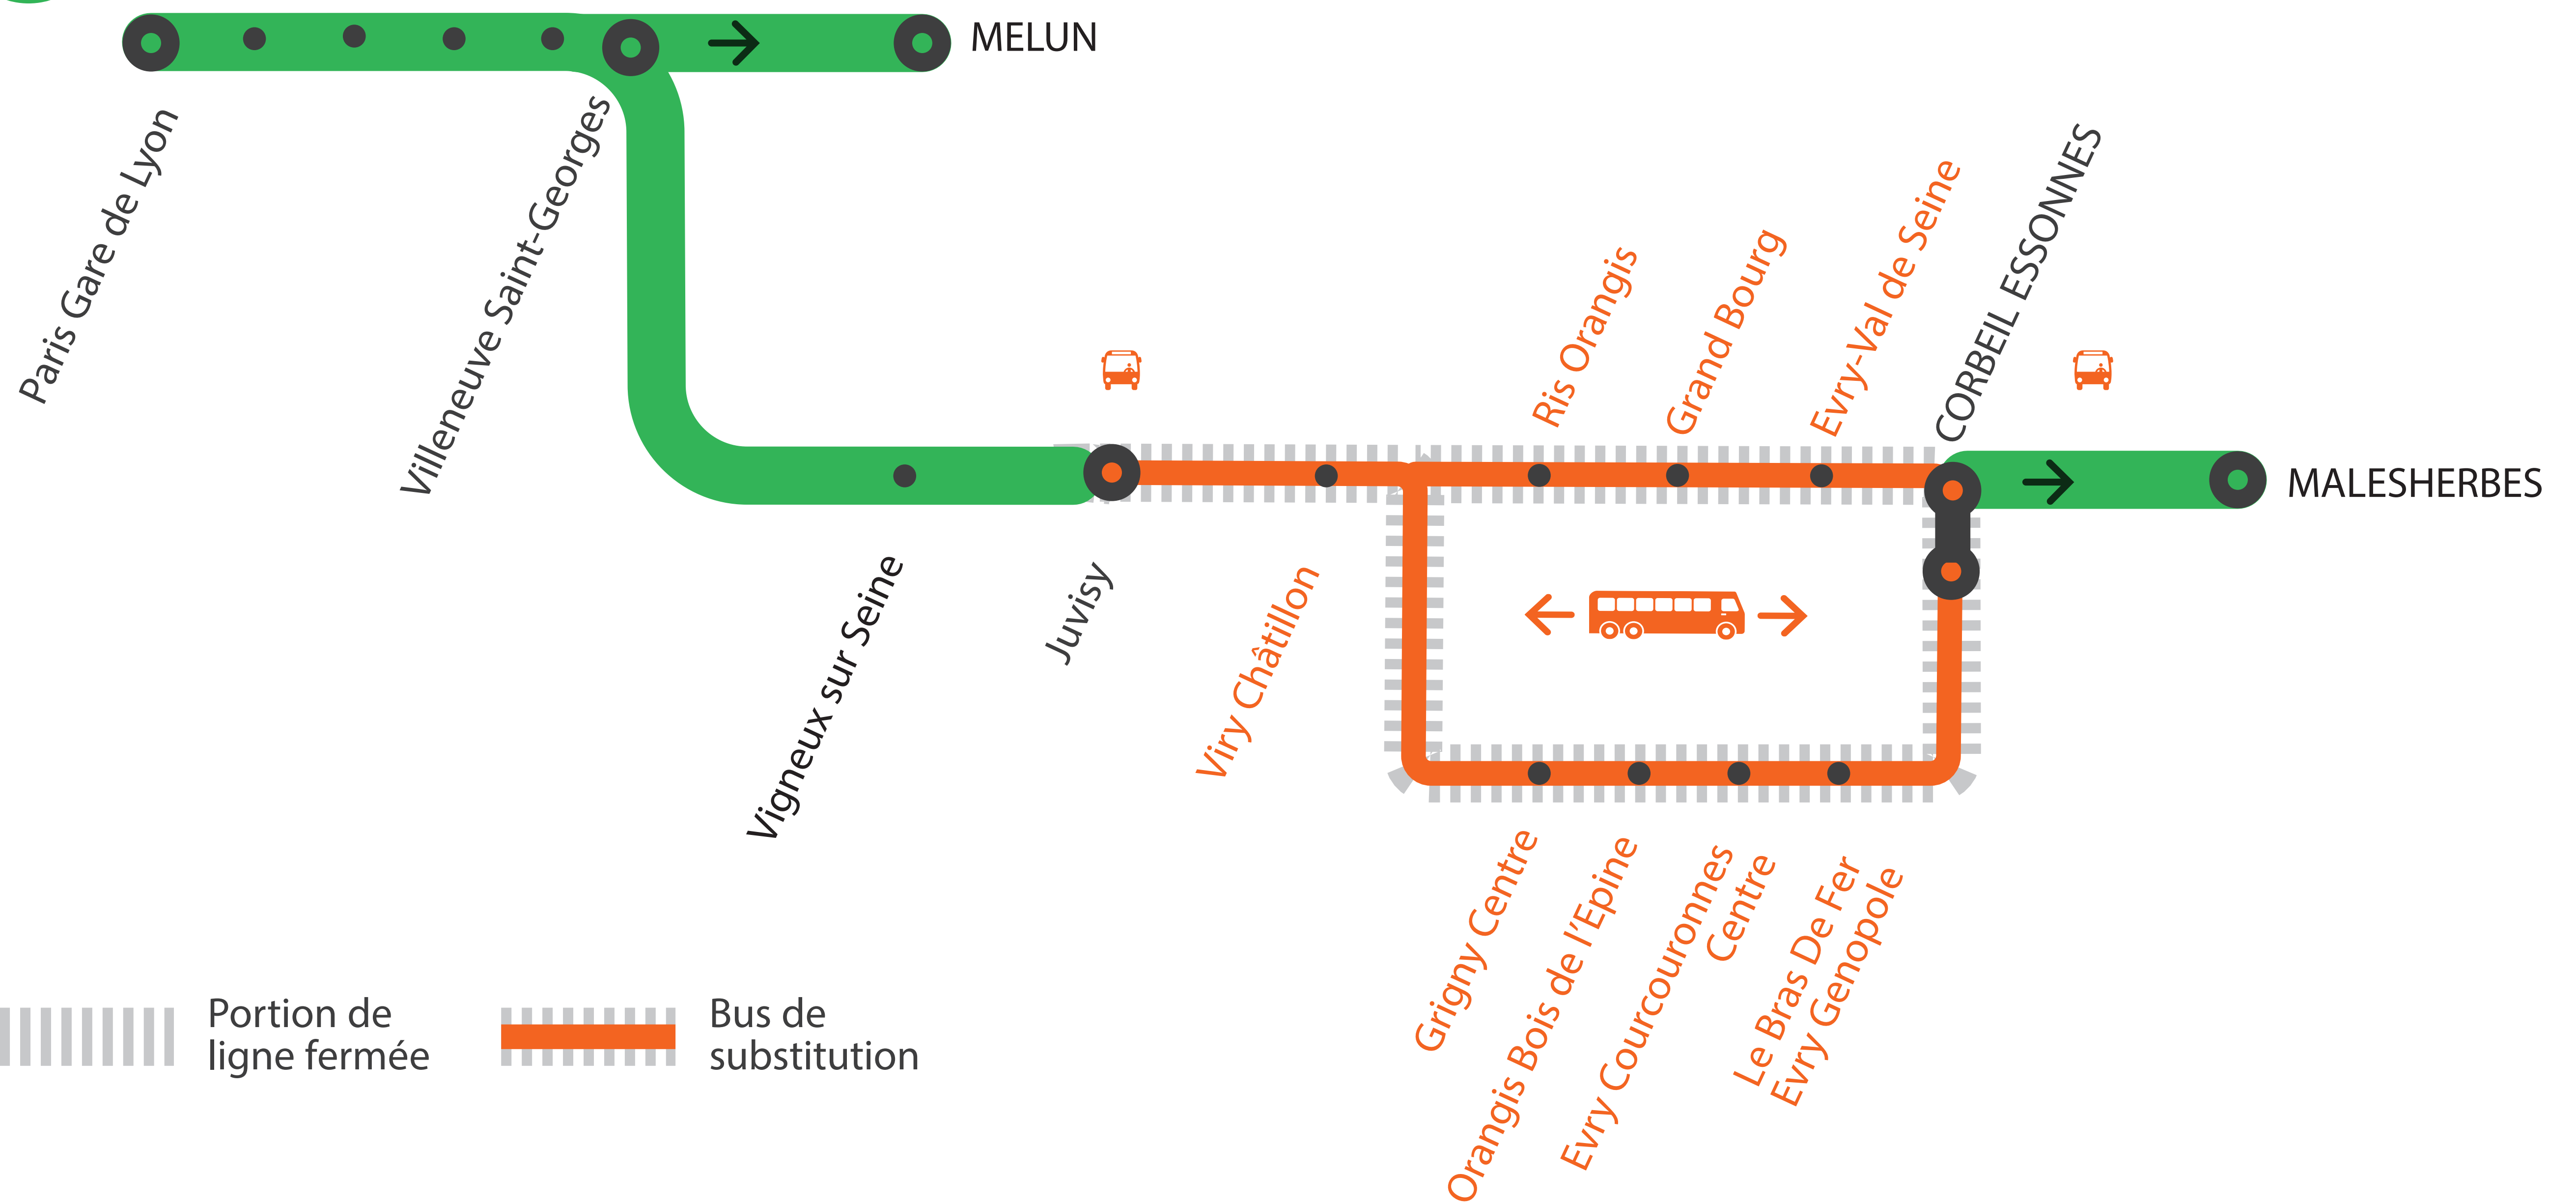 MELUN
Paris Gare de Lyon
Villeneuve Saint-Georges
Vigneux sur Seine
Juvisy
Viry Châtillon
Ris Orangis
Grand Bourg
Evry-Val de Seine
CORBEIL ESSONNES
MALESHERBES
Grigny Centre
Orangis Bois de l'Epine
Evry Courcouronnes
Centre
Le Bras De Fer
Evry Genopole
Portion de
ligne fermée
Bus de
substitution